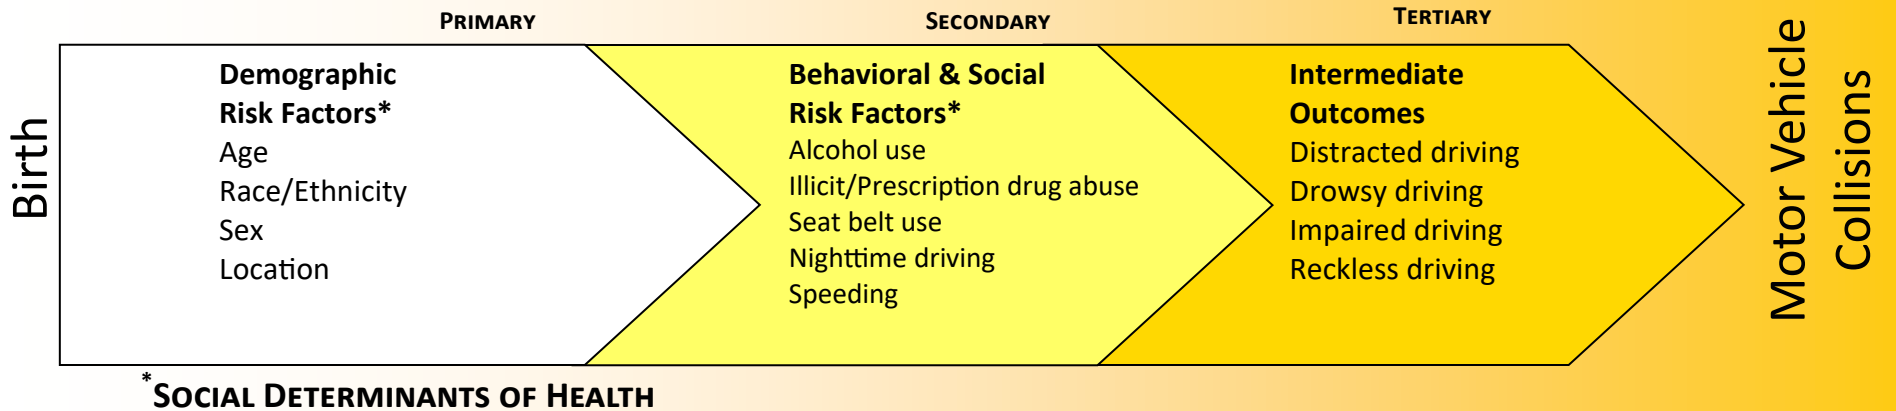 PRIMARY
SECONDARY
TERTIARY
Birth
Demographic
Risk Factors*
Age
Race/Ethnicity
Sex
Location
Behavioral & Social
Risk Factors*
Alcohol use
Illicit/Prescription drug abuse
Seat belt use
Nighttime driving
Speeding
Intermediate
Outcomes
Distracted driving
Drowsy driving
Impaired driving
Reckless driving
Motor Vehicle
Collisions
*SOCIAL DETERMINANTS OF HEALTH